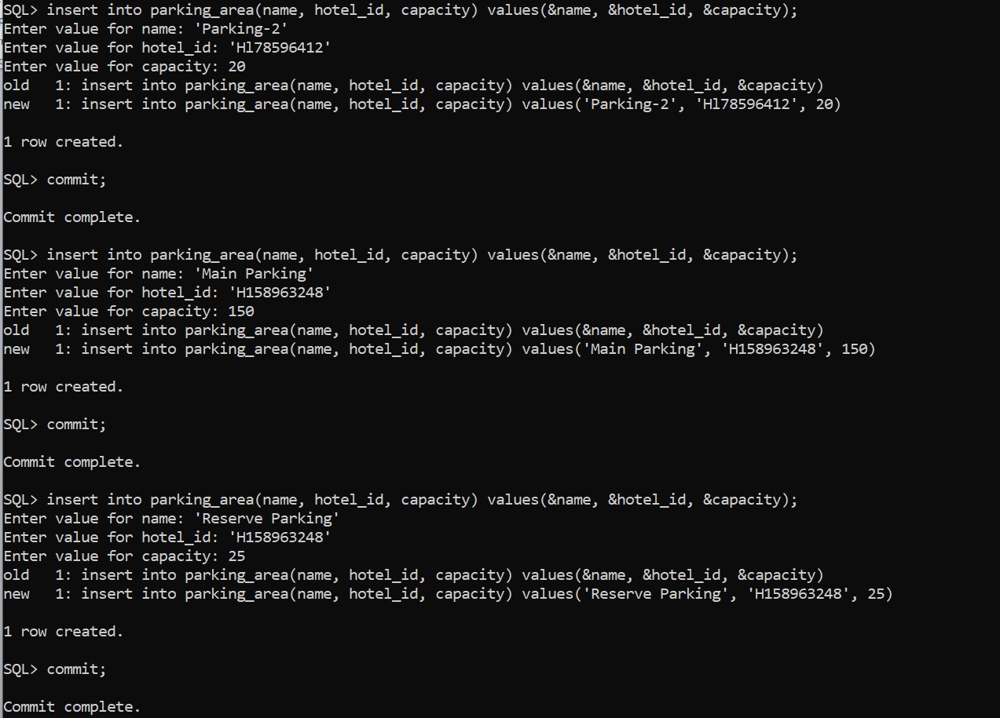 SQL> insert into parking_area(name, hotel_id, capacity) values(&name, &hotel_id, &capacity);
Enter value for name: 'Parking-2'
Enter value for hotel_id: 'Hl78596412'
Enter value for capacity: 20
old   1: insert into parking_area(name, hotel_id, capacity) values(&name, &hotel_id, &capacity)
new   1: insert into parking_area(name, hotel_id, capacity) values('Parking-2', 'Hl78596412', 20)

1 row created.

SQL> commit;

Commit complete.

SQL> insert into parking_area(name, hotel_id, capacity) values(&name, &hotel_id, &capacity);
Enter value for name: 'Main Parking'
Enter value for hotel_id: 'H158963248'
Enter value for capacity: 150
old   1: insert into parking_area(name, hotel_id, capacity) values(&name, &hotel_id, &capacity)
new   1: insert into parking_area(name, hotel_id, capacity) values('Main Parking', 'H158963248', 150)

1 row created.

SQL> commit;

Commit complete.

SQL> insert into parking_area(name, hotel_id, capacity) values(&name, &hotel_id, &capacity);
Enter value for name: 'Reserve Parking'
Enter value for hotel_id: 'H158963248'
Enter value for capacity: 25
old   1: insert into parking_area(name, hotel_id, capacity) values(&name, &hotel_id, &capacity)
new   1: insert into parking_area(name, hotel_id, capacity) values('Reserve Parking', 'H158963248', 25)

1 row created.

SQL> commit;

Commit complete.